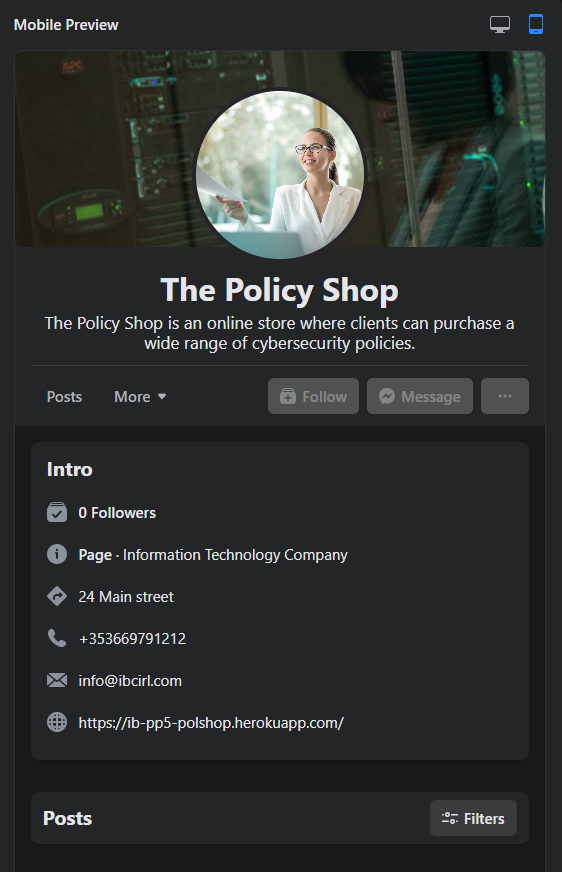 Mobile Preview
APC
The Policy Shop
The Policy Shop is an online store where clients can purchase a
wide range of cybersecurity policies.
Posts
More
Follow
Message
Intro
0 Followers
Page · Information Technology Company
24 Main street
+353669791212
info@ibcirl.com
https://ib-pp5-polshop.herokuapp.com/
Posts
Filters